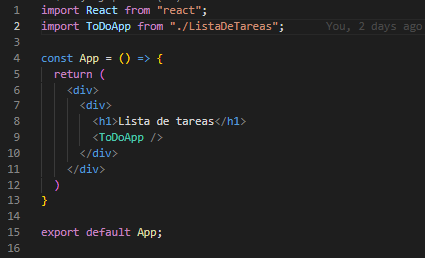 1 import React from "react";
2 import ToDoApp from "./ListaDeTareas"; You, 2 days ago
3
4 const App = () => {
5 return (
6 <div>
7 <div>
8 <h1>Lista de tareas</h1>
9 <ToDoApp />
10 </div>
11 </div>
12 )
13 }
14
15 export default App;
16